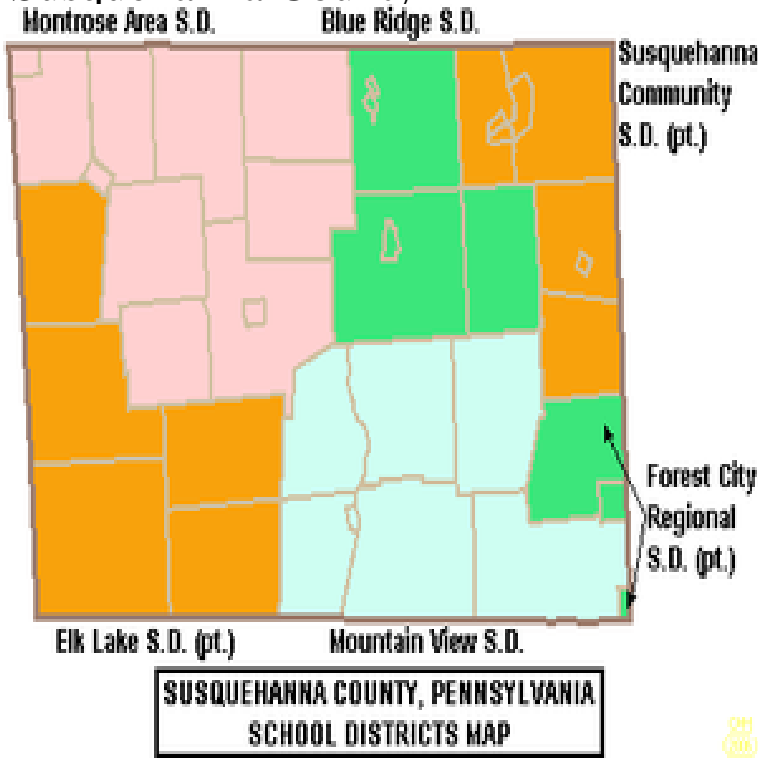 Montrose Area S.D.
Blue Ridge S.D.
Susquehanna
Community
S.D. (pt.)
Forest City
Regional
S.D. (pt.)
Elk Lake S.D. (pt.)
Mountain View S.D.
SUSQUEHANNA COUNTY, PENNSYLVANIA
SCHOOL DISTRICTS MAP